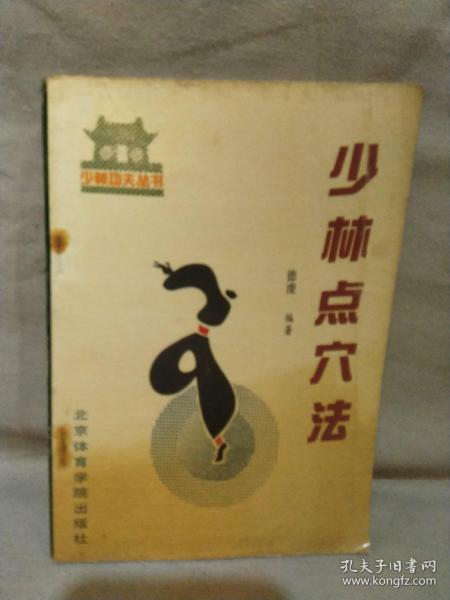 少林功夫丛书
少林点穴法
德虔 编著
北京体育学院出版社
孔夫子旧书网
www.kongfz.com